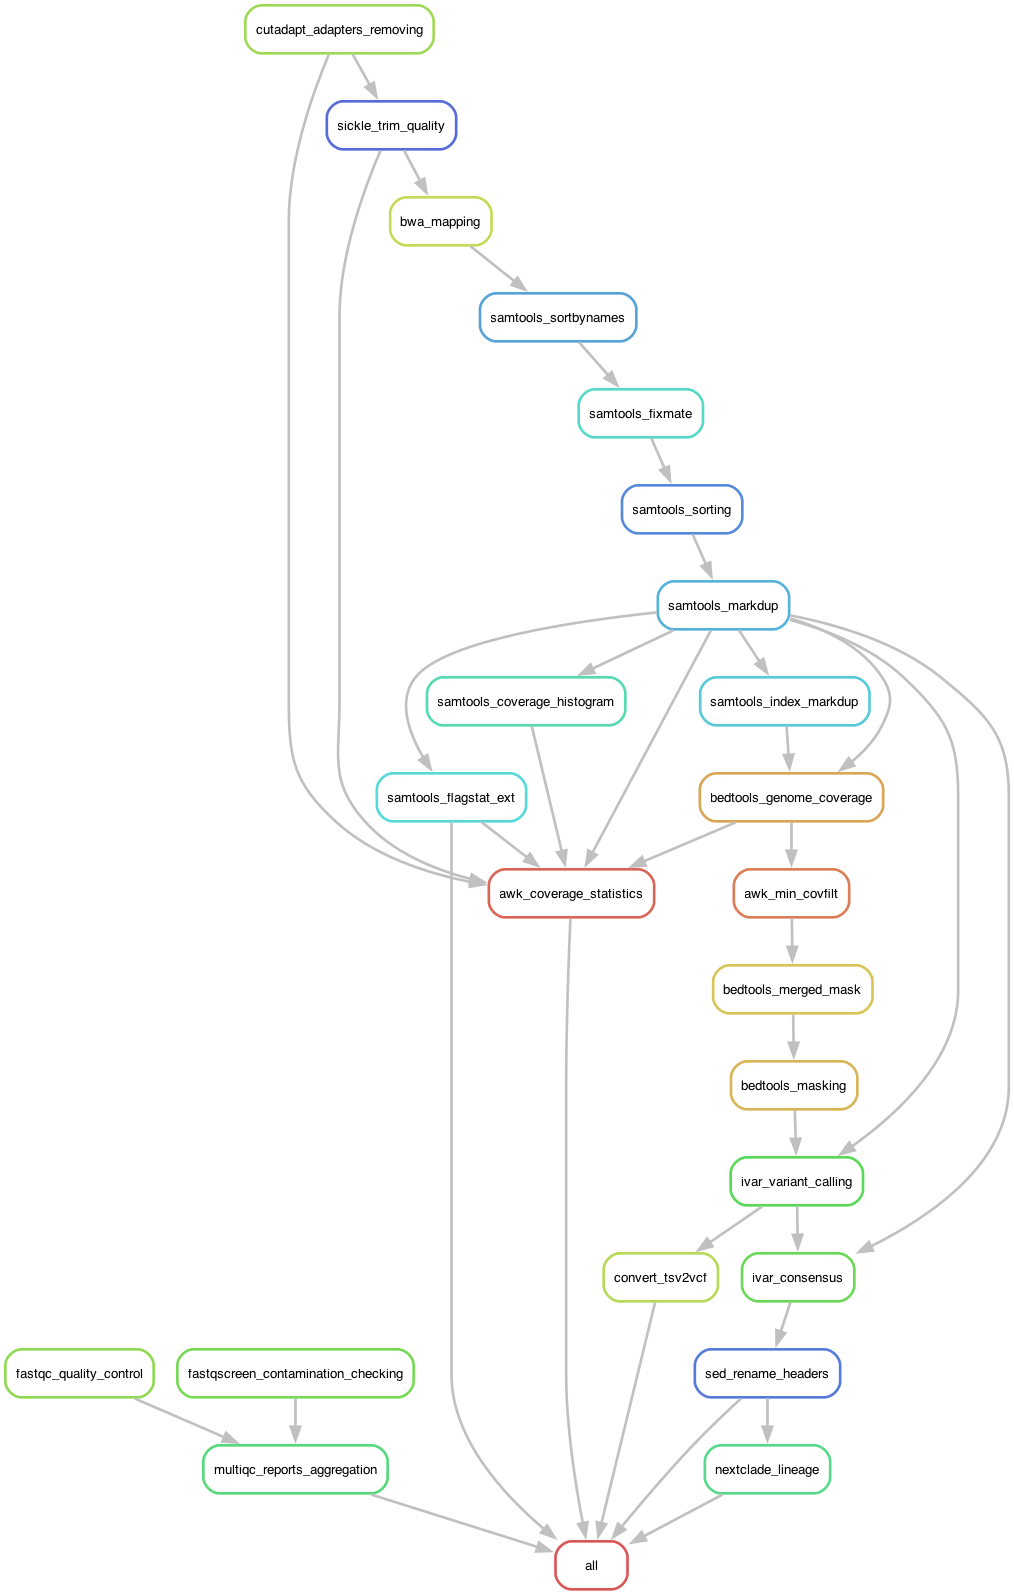 cutadapt_adapters_removing
sickle_trim_quality
bwa_mapping
samtools_sortbynames
samtools_fixmate
samtools_sorting
samtools_markdup
samtools_coverage_histogram
samtools_index_markdup
samtools_flagstat_ext
bedtools_genome_coverage
awk_coverage_statistics
awk_min_covfilt
bedtools_merged_mask
bedtools_masking
ivar_variant_calling
convert_tsv2vcf
ivar_consensus
fastqc_quality_control
fastqscreen_contamination_checking
sed_rename_headers
multiqc_reports_aggregation
nextclade_lineage
all